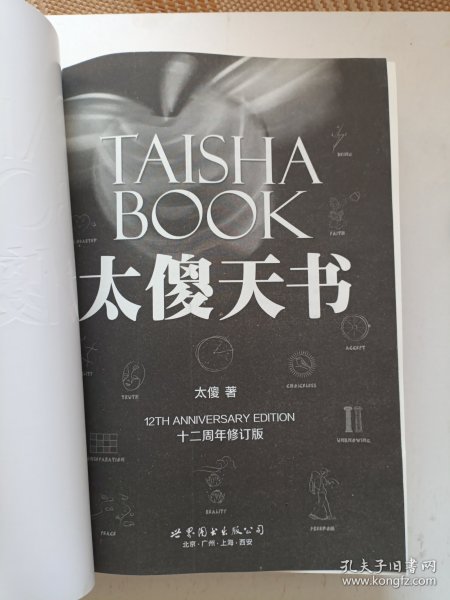 TAISHA
BOOK
太傻天书
BEING
FAITH
ACCEPT
TRUTH
CHOICELESS
太傻 著
12TH ANNIVERSARY EDITION
十二周年修订版
UNKNOWING
BEAUTY
PEACE
FREEDOM
世界图书出版公司
北京·广州·上海·西安
孔夫子旧书网
www.kongfz.com